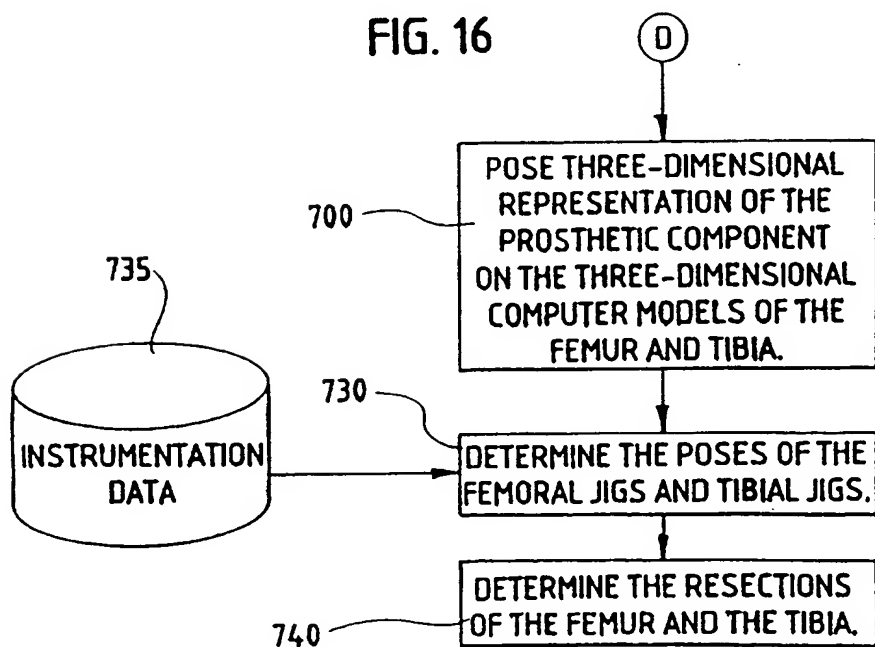 FIG. 16
D
POSE THREE-DIMENSIONAL
REPRESENTATION OF THE
PROSTHETIC COMPONENT
ON THE THREE-DIMENSIONAL
COMPUTER MODELS OF THE
FEMUR AND TIBIA.
700
735
INSTRUMENTATION
DATA
730
DETERMINE THE POSES OF THE
FEMORAL JIGS AND TIBIAL JIGS.
DETERMINE THE RESECTIONS
OF THE FEMUR AND THE TIBIA.
740